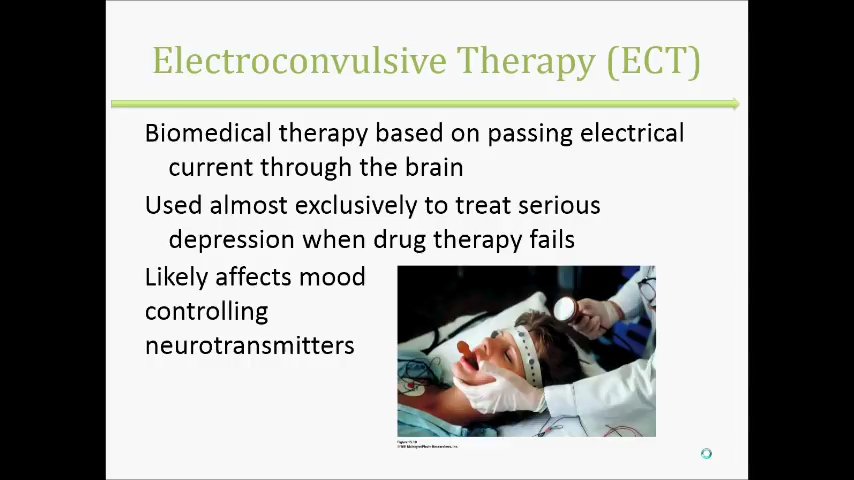 Electroconvulsive Therapy (ECT)
Biomedical therapy based on passing electrical
current through the brain
Used almost exclusively to treat serious
depression when drug therapy fails
Likely affects mood
controlling
neurotransmitters